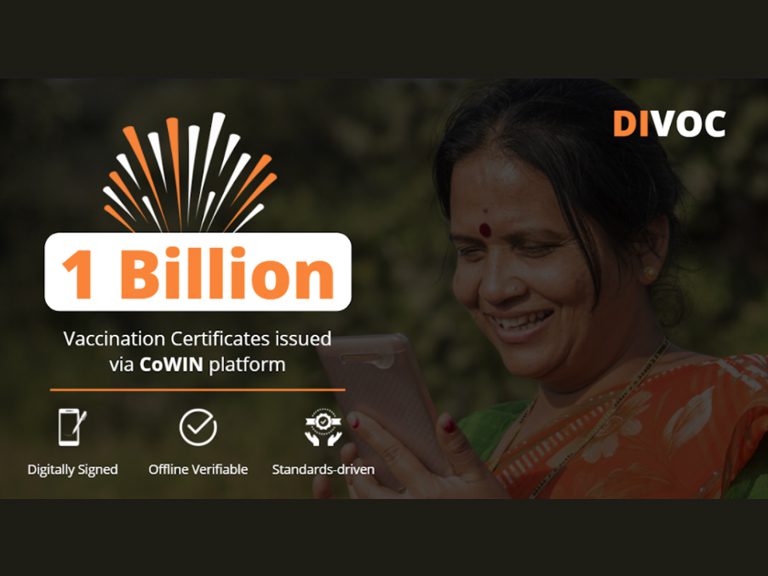 DIVOC
1 Billion
Vaccination Certificates issued
via CoWIN platform
Digitally Signed
Offline Verifiable
Standards-driven